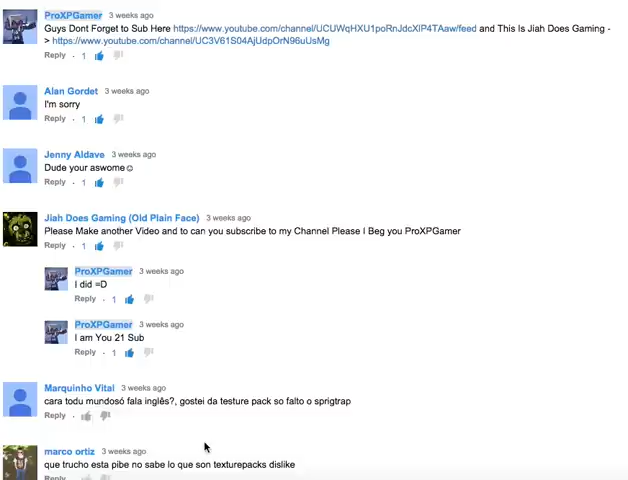 ProXPGamer 3 weeks ago
Guys Dont Forget to Sub Here https://www.youtube.com/channel/UCUWqHXU1poRnJdcXlP4TAaw/feed and This Is Jiah Does Gaming -
> https://www.youtube.com/channel/UC3V61S04AjUdpOrN96uUsMg
Reply · 1
Alan Gordet 3 weeks ago
I'm sorry
Reply · 1
Jenny Aldave 3 weeks ago
Dude your aswome☺
Reply · 1
Jiah Does Gaming (Old Plain Face) 3 weeks ago
Please Make another Video and to can you subscribe to my Channel Please I Beg you ProXPGamer
Reply · 1
ProXPGamer 3 weeks ago
I did =D
Reply · 1
ProXPGamer 3 weeks ago
I am You 21 Sub
Reply · 1
Marquinho Vital 3 weeks ago
cara todu mundosó fala inglês?, gostei da testure pack so falto o sprigtrap
Reply ·
marco ortiz 3 weeks ago
que trucho esta pibe no sabe lo que son texturepacks dislike
Reply ·